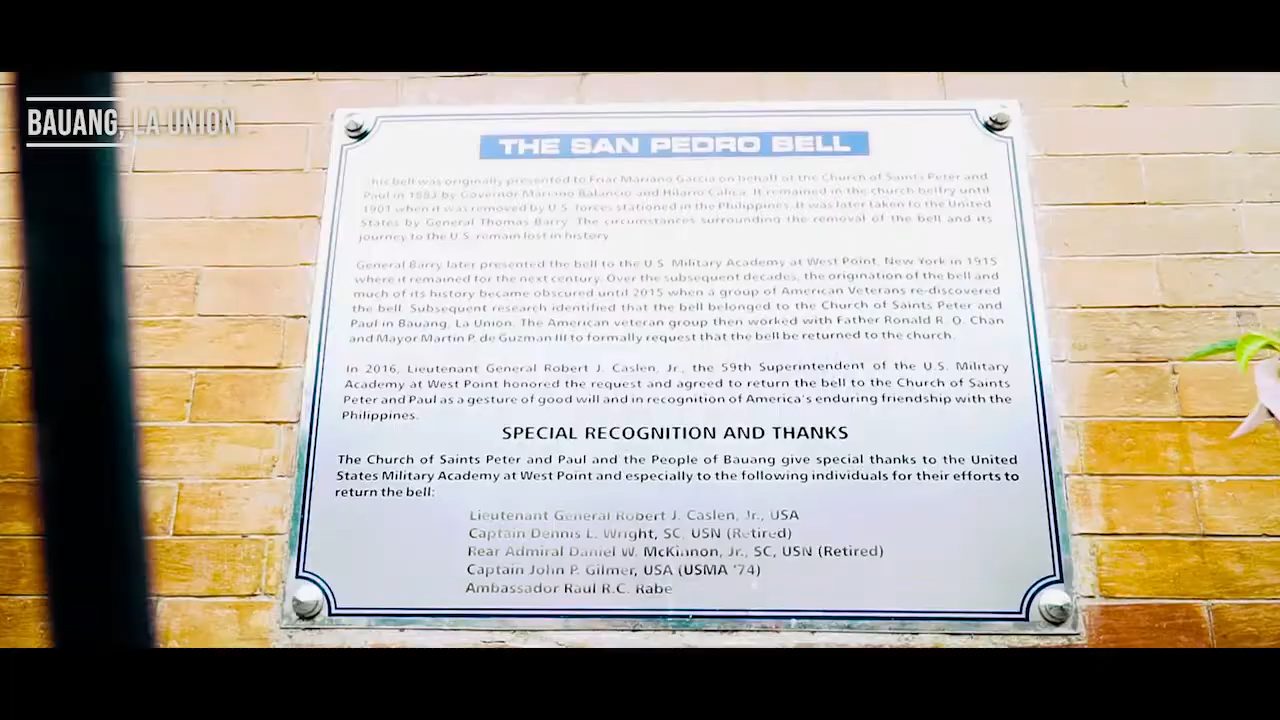 BAUANG, LA UNION
THE SAN PEDRO BELL
This bell was originally presented to Friar Mariano Garcia on behalf of the Church of Saints Peter and
Paul in 1883 by Governor Mariano Balancio and Hilario Calica. It remained in the church belfry until
1901 when it was removed by U.S. forces stationed in the Philippines. It was later taken to the United
States by General Thomas Barry. The circumstances surrounding the removal of the bell and its
journey to the U.S. remain lost in history
General Barry later presented the bell to the U.S. Military Academy at West Point, New York in 1915
where it remained for the next century. Over the subsequent decades, the origination of the bell and
much of its history became obscured until 2015 when a group of American Veterans re-discovered
the bell. Subsequent research identified that the bell belonged to the Church of Saints Peter and
Paul in Bauang, La Union. The American veteran group then worked with Father Ronald R. O. Chan
and Mayor Martin P. de Guzman III to formally request that the bell be returned to the church.
In 2016, Lieutenant General Robert J. Caslen, Jr., the 59th Superintendent of the U.S. Military
Academy at West Point honored the request and agreed to return the bell to the Church of Saints
Peter and Paul as a gesture of good will and in recognition of America's enduring friendship with the
Philippines.
SPECIAL RECOGNITION AND THANKS
The Church of Saints Peter and Paul and the People of Bauang give special thanks to the United
States Military Academy at West Point and especially to the following individuals for their efforts to
return the bell:
Lieutenant General Robert J. Caslen, Jr., USA
Captain Dennis L. Wright, SC, USN (Retired)
Rear Admiral Daniel W. McKinnon, Jr., SC, USN (Retired)
Captain John P. Gilmer, USA (USMA '74)
Ambassador Raul R.C. Rabe